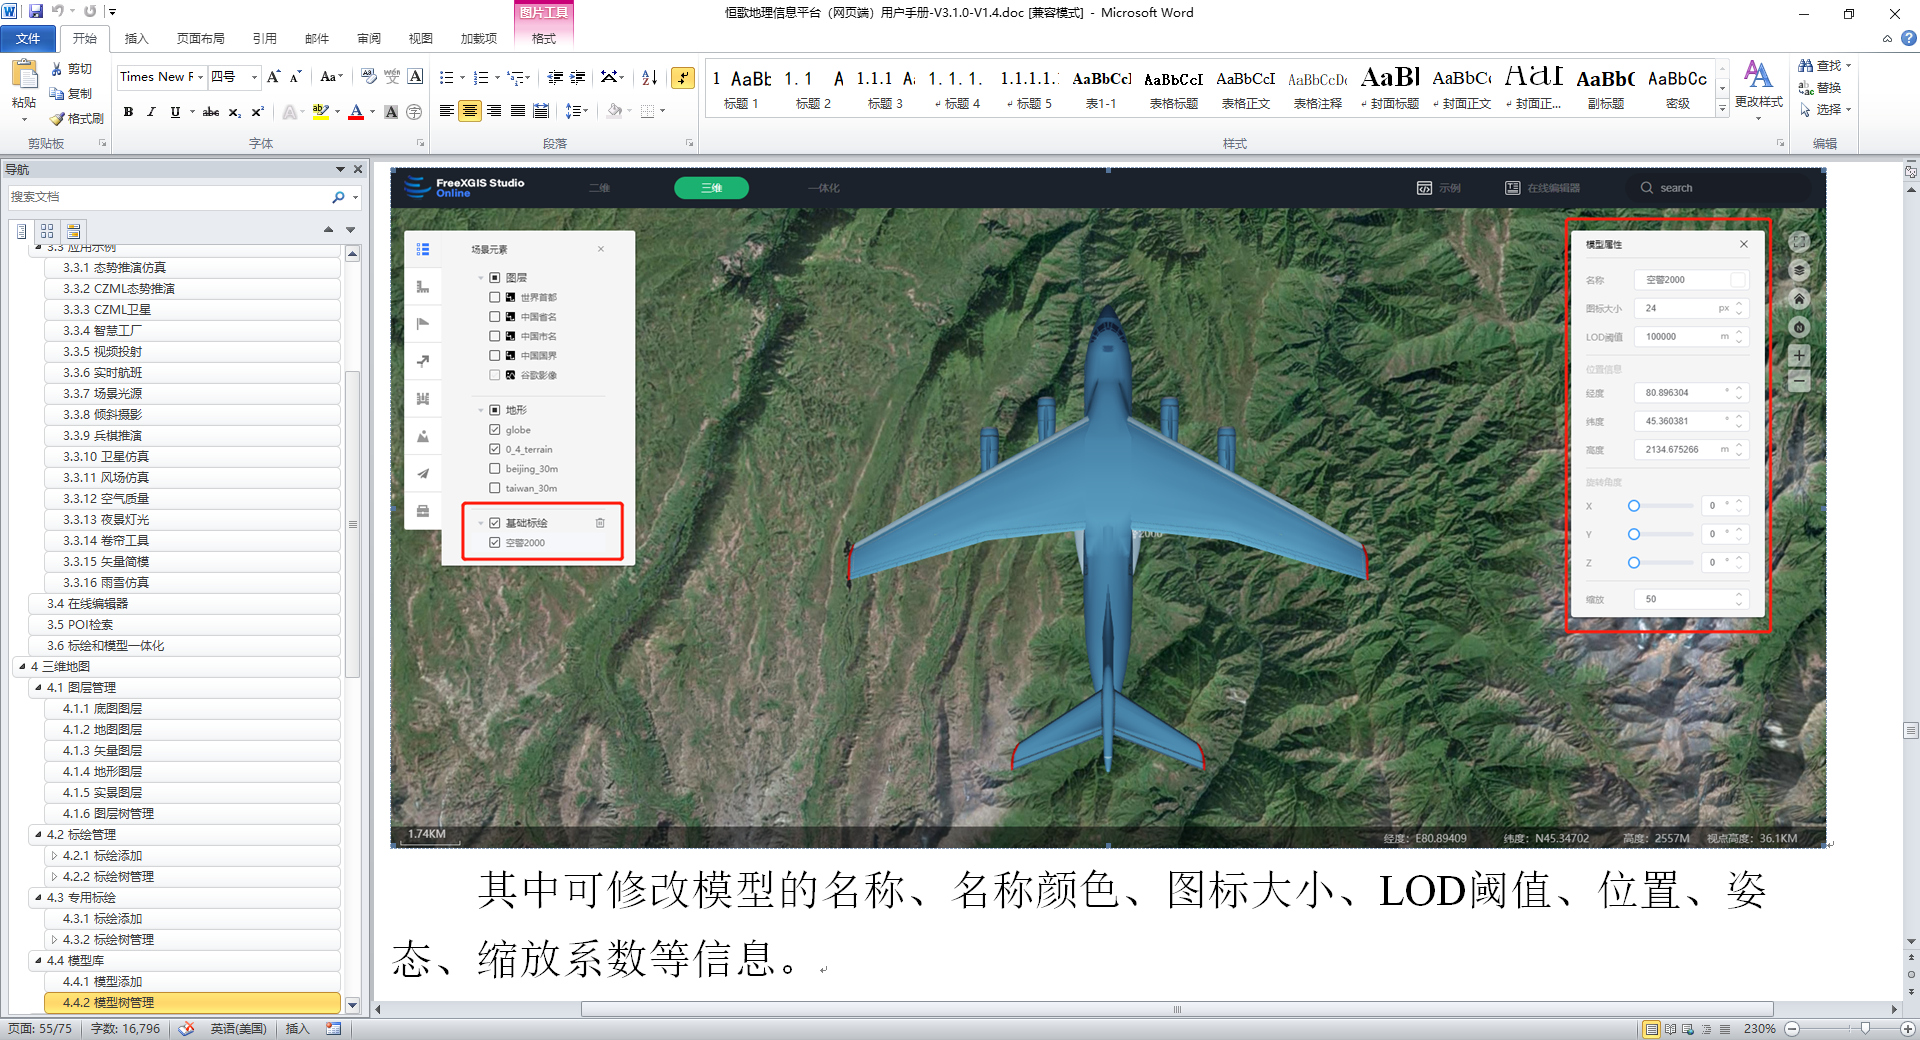 恒歌地理信息平台（网页端）用户手册-V3.1.0-V1.4.doc [兼容模式] - Microsoft Word
图片工具
文件 开始 插入 页面布局 引用 邮件 审阅 视图 加载项 格式
粘贴 剪切 复制 格式刷
Times New F 四号
查找 替换 选择
更改样式
AaBb 标题 1
1.1 A 标题 2
1.1.1 A 标题 3
1.1.1. 标题 4
1.1.1.1. 标题 5
AaBbCcI 表1-1
AaBbCcI 表格标题
AaBbCcI 表格正文
AaBbCcDc 表格注释
AaBl 封面标题
AaBbC 封面正文
AaI 封面正...
AaBbC 副标题
AaBbCc 密级
剪贴板 字体 段落 样式 编辑
导航
搜索文档
3.3 应用示例
3.3.1 态势推演仿真
3.3.2 CZML态势推演
3.3.3 CZML卫星
3.3.4 智慧工厂
3.3.5 视频投射
3.3.6 实时航班
3.3.7 场景光源
3.3.8 倾斜摄影
3.3.9 兵棋推演
3.3.10 卫星仿真
3.3.11 风场仿真
3.3.12 空气质量
3.3.13 夜景灯光
3.3.14 卷帘工具
3.3.15 矢量简模
3.3.16 雨雪仿真
3.4 在线编辑器
3.5 POI检索
3.6 标绘和模型一体化
4 三维地图
4.1 图层管理
4.1.1 底图图层
4.1.2 地图图层
4.1.3 矢量图层
4.1.4 地形图层
4.1.5 实景图层
4.1.6 图层树管理
4.2 标绘管理
4.2.1 标绘添加
4.2.2 标绘树管理
4.3 专用标绘
4.3.1 标绘添加
4.3.2 标绘树管理
4.4 模型库
4.4.1 模型添加
4.4.2 模型树管理
FreeXGIS Studio
Online
二维 三维 一体化 示例 在线编辑器 search
场景元素
图层
世界首都
中国省名
中国市名
中国国界
谷歌影像
地形
globe
0_4_terrain
beijing_30m
taiwan_30m
基础标绘
空警2000
模型属性
名称 空警2000
图标大小 24 px
LOD阈值 100000 m
位置信息
经度 80.896304 °
纬度 45.360381 °
高度 2134.675266 m
旋转角度
X 0 °
Y 0 °
Z 0 °
缩放 50
N
1.74KM
经度：E80.89409 纬度：N45.34702 高度：2557M 视点高度：36.1KM
其中可修改模型的名称、名称颜色、图标大小、LOD阈值、位置、姿
态、缩放系数等信息。
页面: 55/75 字数: 16,796 英语(美国) 插入 230%